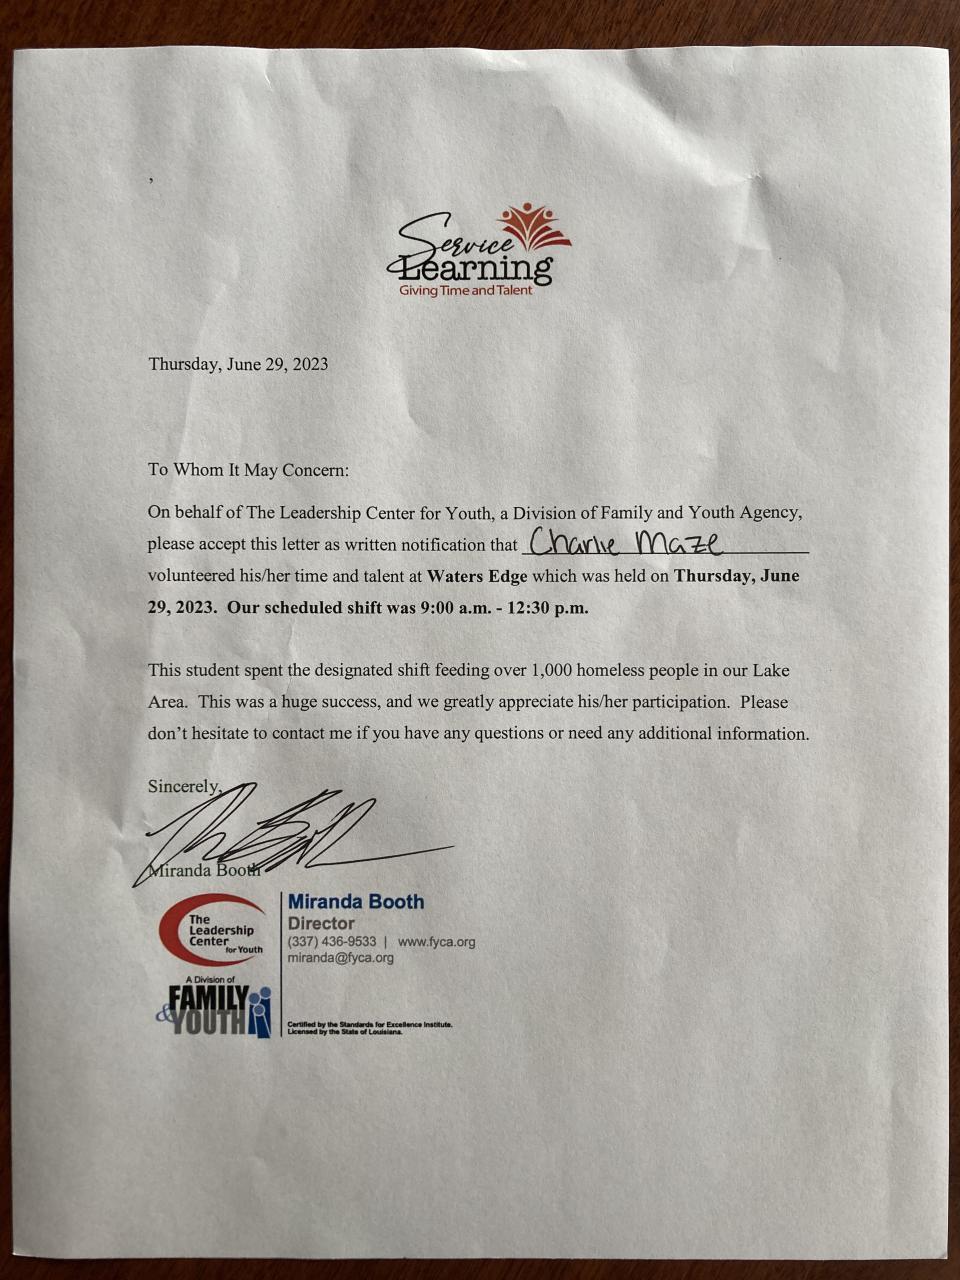 ,
Service
Learning
Giving Time and Talent
Thursday, June 29, 2023
To Whom It May Concern:
On behalf of The Leadership Center for Youth, a Division of Family and Youth Agency,
please accept this letter as written notification that Charlie Maze
volunteered his/her time and talent at Waters Edge which was held on Thursday, June
29, 2023.  Our scheduled shift was 9:00 a.m. - 12:30 p.m.
This student spent the designated shift feeding over 1,000 homeless people in our Lake
Area.  This was a huge success, and we greatly appreciate his/her participation.  Please
don't hesitate to contact me if you have any questions or need any additional information.
Sincerely,
Miranda Booth
The
Leadership
Center
for Youth
A Division of
FAMILY
& YOUTH
Miranda Booth
Director
(337) 436-9533 | www.fyca.org
miranda@fyca.org
Certified by the Standards for Excellence Institute.
Licensed by the State of Louisiana.